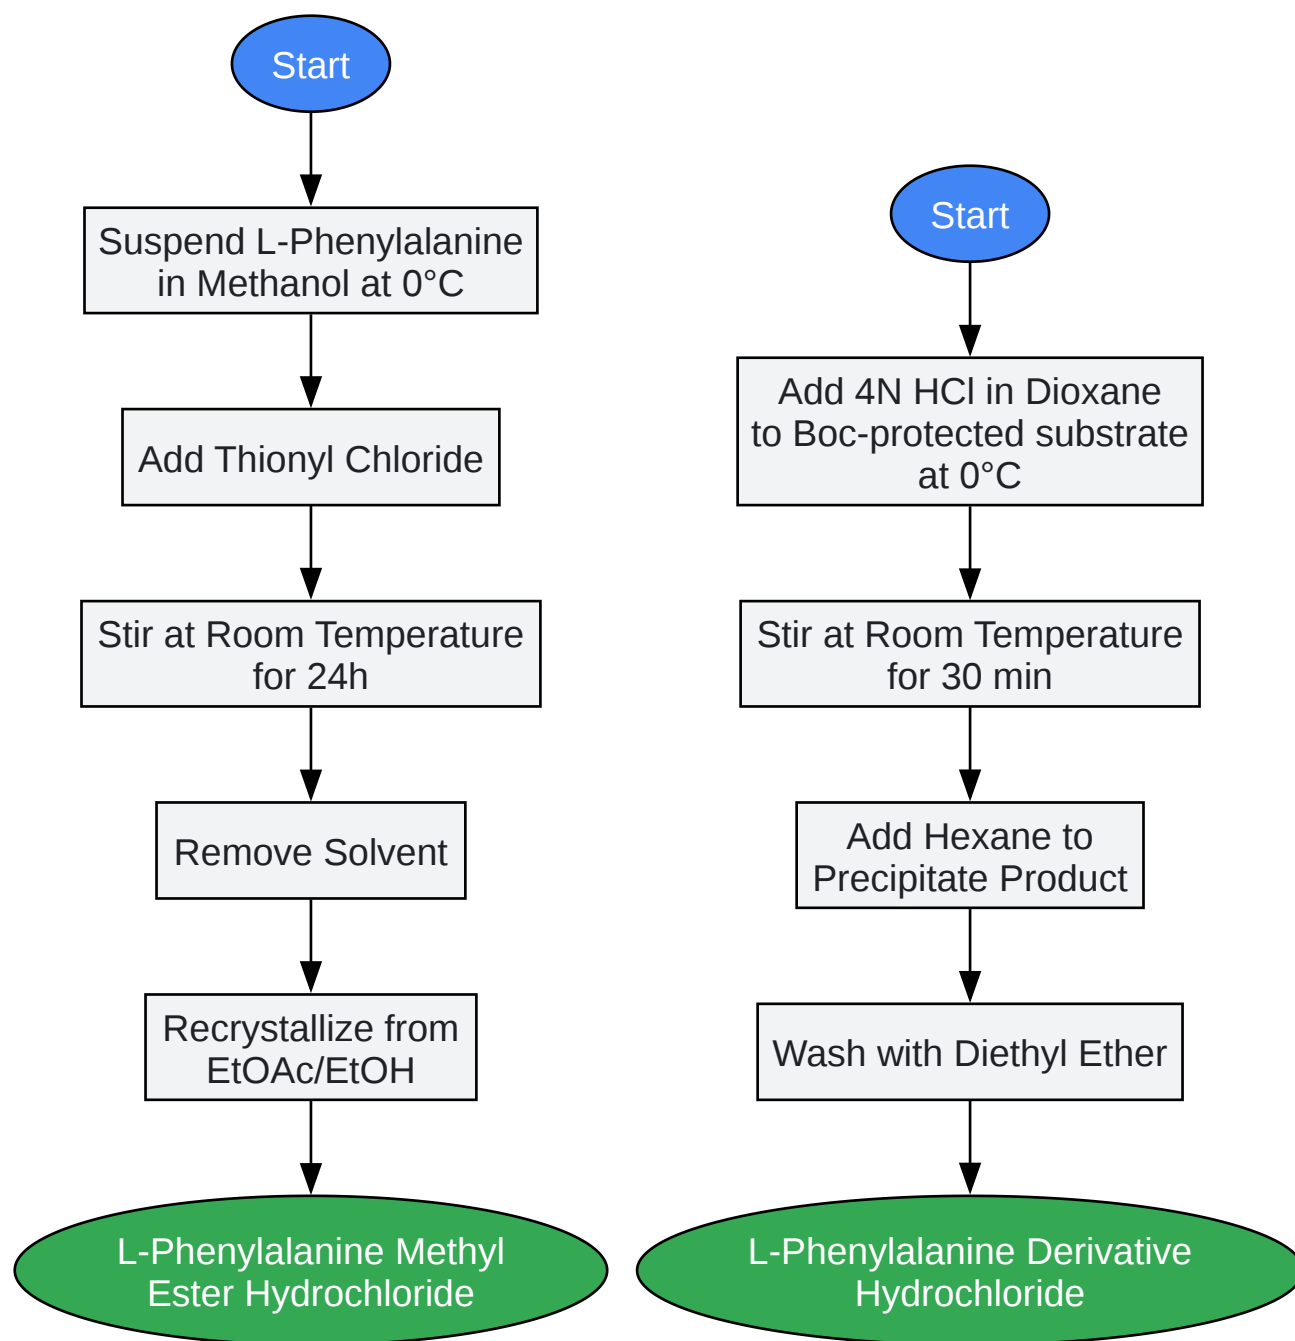 Start
Suspend L-Phenylalanine
in Methanol at 0°C
Add Thionyl Chloride
Stir at Room Temperature
for 24h
Remove Solvent
Recrystallize from
EtOAc/EtOH
L-Phenylalanine Methyl
Ester Hydrochloride
Start
Add 4N HCl in Dioxane
to Boc-protected substrate
at 0°C
Stir at Room Temperature
for 30 min
Add Hexane to
Precipitate Product
Wash with Diethyl Ether
L-Phenylalanine Derivative
Hydrochloride